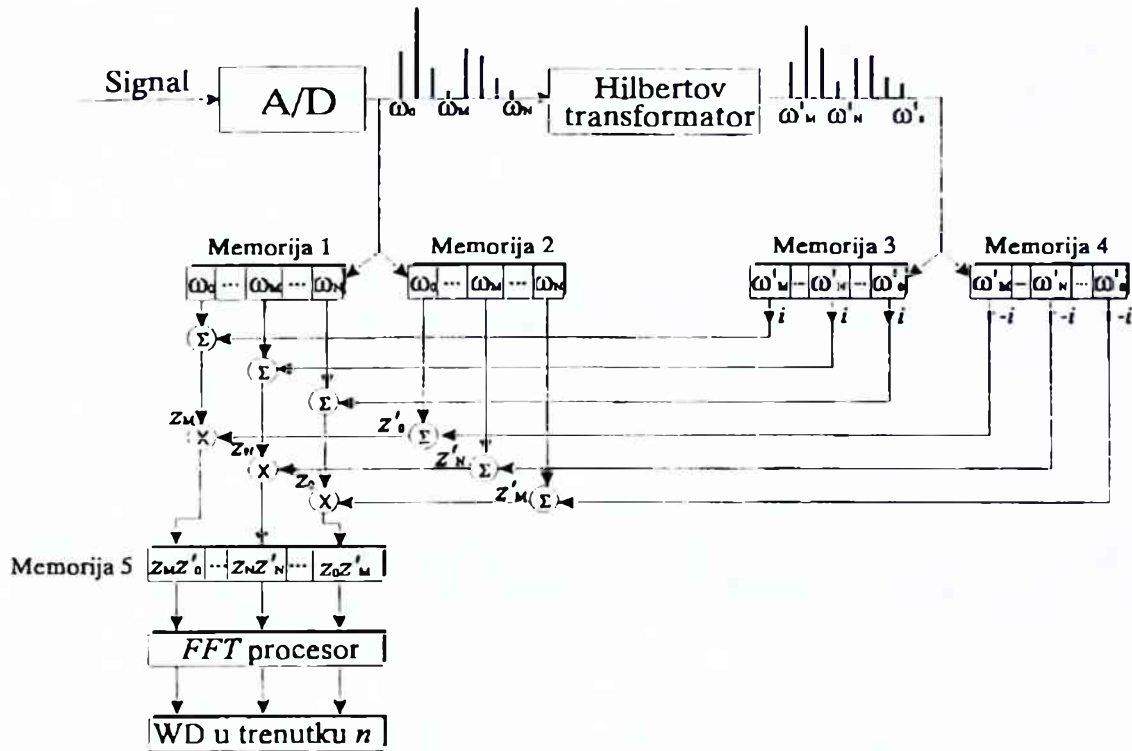 Signal
A/D
ω₀ ω_M ω_N
Hilbertov
transformator
ω'_M ω'_N ω'₀
Memorija 1
Memorija 2
Memorija 3
Memorija 4
ω₀ ··· ω_M ··· ω_N
ω₀ ··· ω_M ··· ω_N
ω'_M ··· ω'_N ··· ω'₀
ω'_M ··· ω'_N ··· ω'₀
i i i
-i -i -i
Σ
Σ
Σ
z_M
X
z'₀
Σ
z_N
X
z'_N
Σ
z₀
X
z'_M
Σ
Memorija 5
z_M z'₀ ··· z_N z'_N ··· z₀ z'_M
FFT procesor
WD u trenutku n